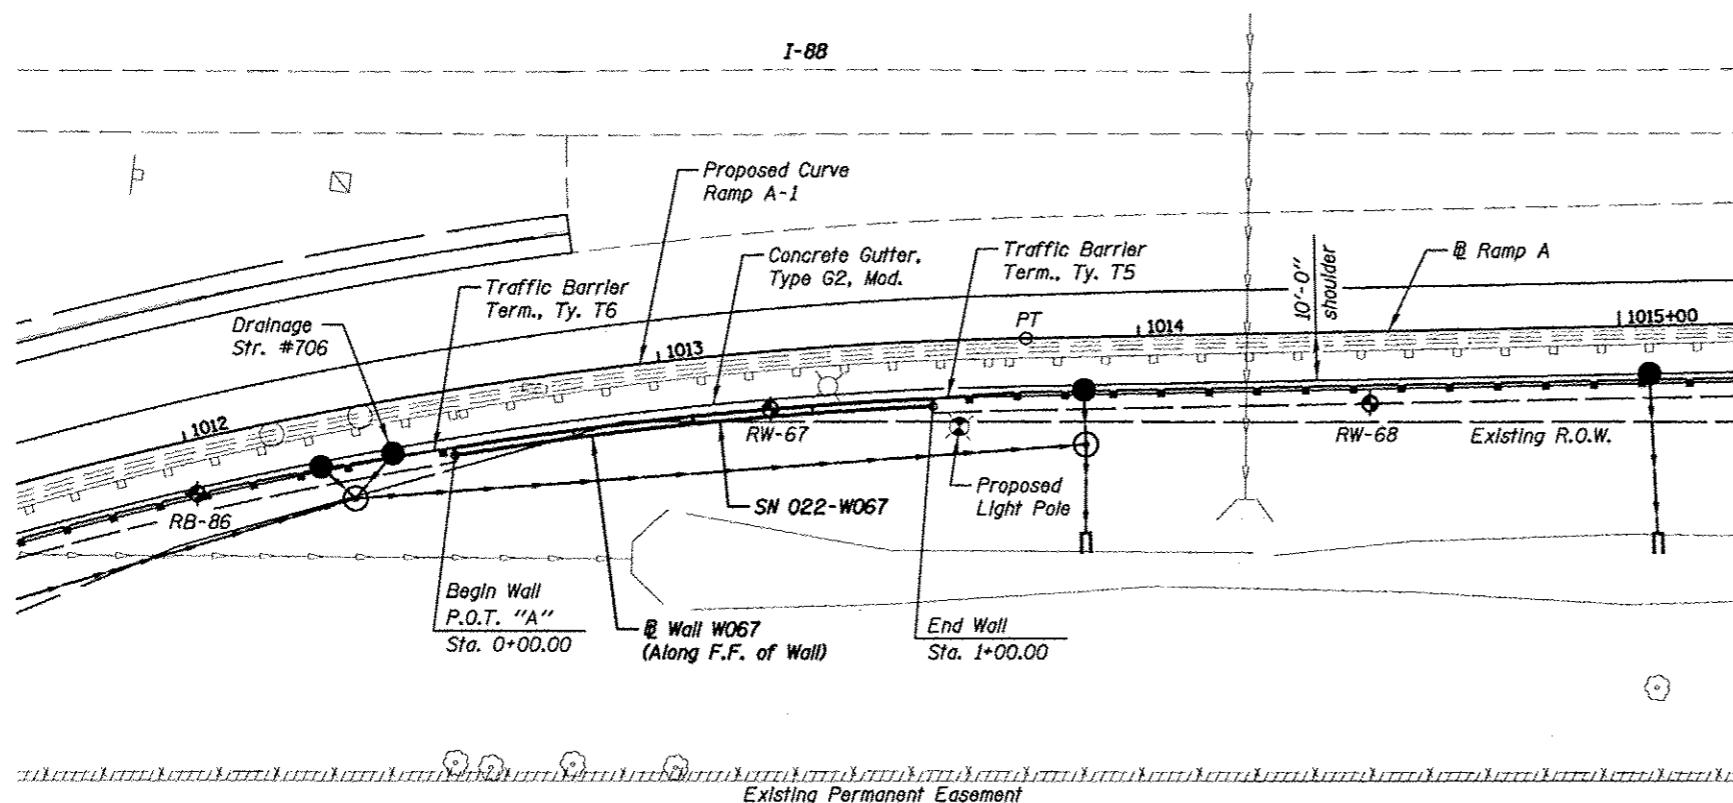 I-88
Proposed Curve
Ramp A-1
Concrete Gutter,
Type G2, Mod.
Traffic Barrier
Term., Ty. T5
℄ Ramp A
Traffic Barrier
Term., Ty. T6
Drainage
Str. #706
10'-0"
shoulder
PT
1012
1013
1014
1015+00
RB-86
RW-67
RW-68
Existing R.O.W.
Proposed
Light Pole
SN 022-W067
Begin Wall
P.O.T. "A"
Sta. 0+00.00
℄ Wall W067
(Along F.F. of Wall)
End Wall
Sta. 1+00.00
Existing Permanent Easement